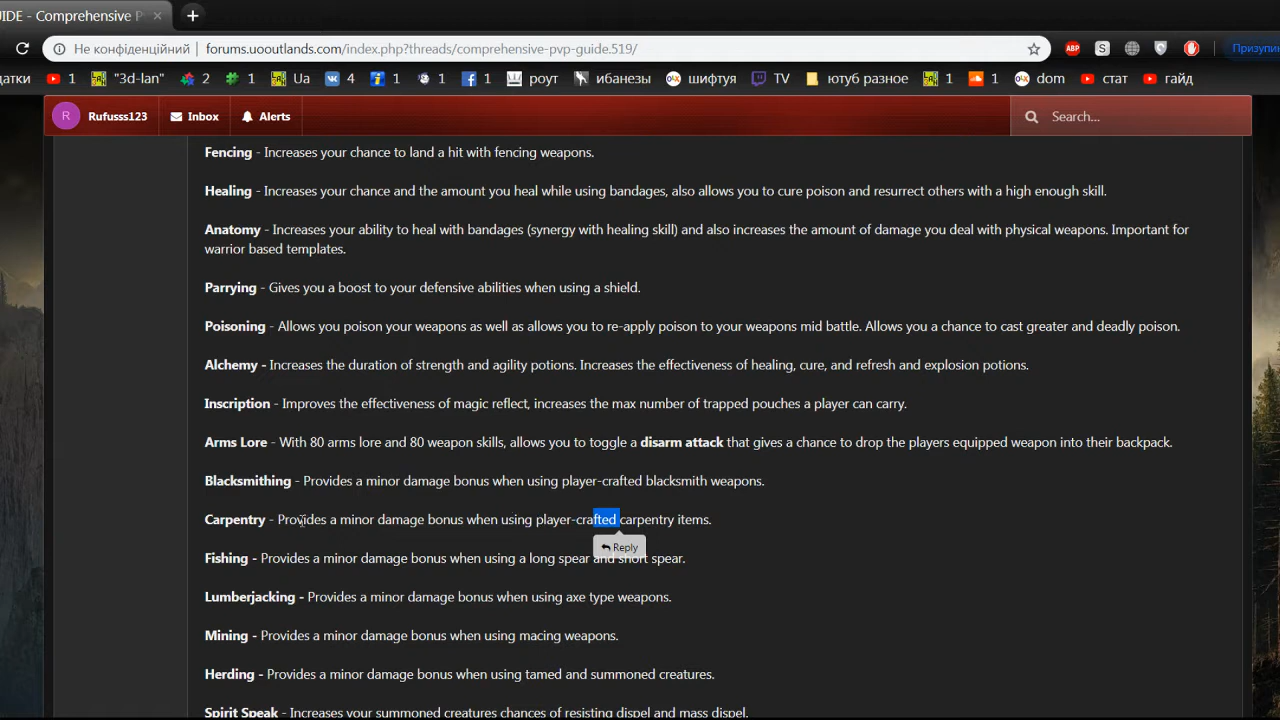 IDE - Comprehensive P
Не конфіденційний
forums.uooutlands.com/index.php?threads/comprehensive-pvp-guide.519/
ABP
S
Призупин
датки
1
"3d-lan"
2
1
Ua
4
1
1
1
роут
ибанезы
шифтуя
TV
ютуб разное
1
1
dom
стат
гайд
R
Rufusss123
Inbox
Alerts
Search...
Fencing - Increases your chance to land a hit with fencing weapons.
Healing - Increases your chance and the amount you heal while using bandages, also allows you to cure poison and resurrect others with a high enough skill.
Anatomy - Increases your ability to heal with bandages (synergy with healing skill) and also increases the amount of damage you deal with physical weapons. Important for
warrior based templates.
Parrying - Gives you a boost to your defensive abilities when using a shield.
Poisoning - Allows you poison your weapons as well as allows you to re-apply poison to your weapons mid battle. Allows you a chance to cast greater and deadly poison.
Alchemy - Increases the duration of strength and agility potions. Increases the effectiveness of healing, cure, and refresh and explosion potions.
Inscription - Improves the effectiveness of magic reflect, increases the max number of trapped pouches a player can carry.
Arms Lore - With 80 arms lore and 80 weapon skills, allows you to toggle a disarm attack that gives a chance to drop the players equipped weapon into their backpack.
Blacksmithing - Provides a minor damage bonus when using player-crafted blacksmith weapons.
Carpentry - Provides a minor damage bonus when using player-crafted carpentry items.
Reply
Fishing - Provides a minor damage bonus when using a long spear and short spear.
Lumberjacking - Provides a minor damage bonus when using axe type weapons.
Mining - Provides a minor damage bonus when using macing weapons.
Herding - Provides a minor damage bonus when using tamed and summoned creatures.
Spirit Speak - Increases your summoned creatures chances of resisting dispel and mass dispel.